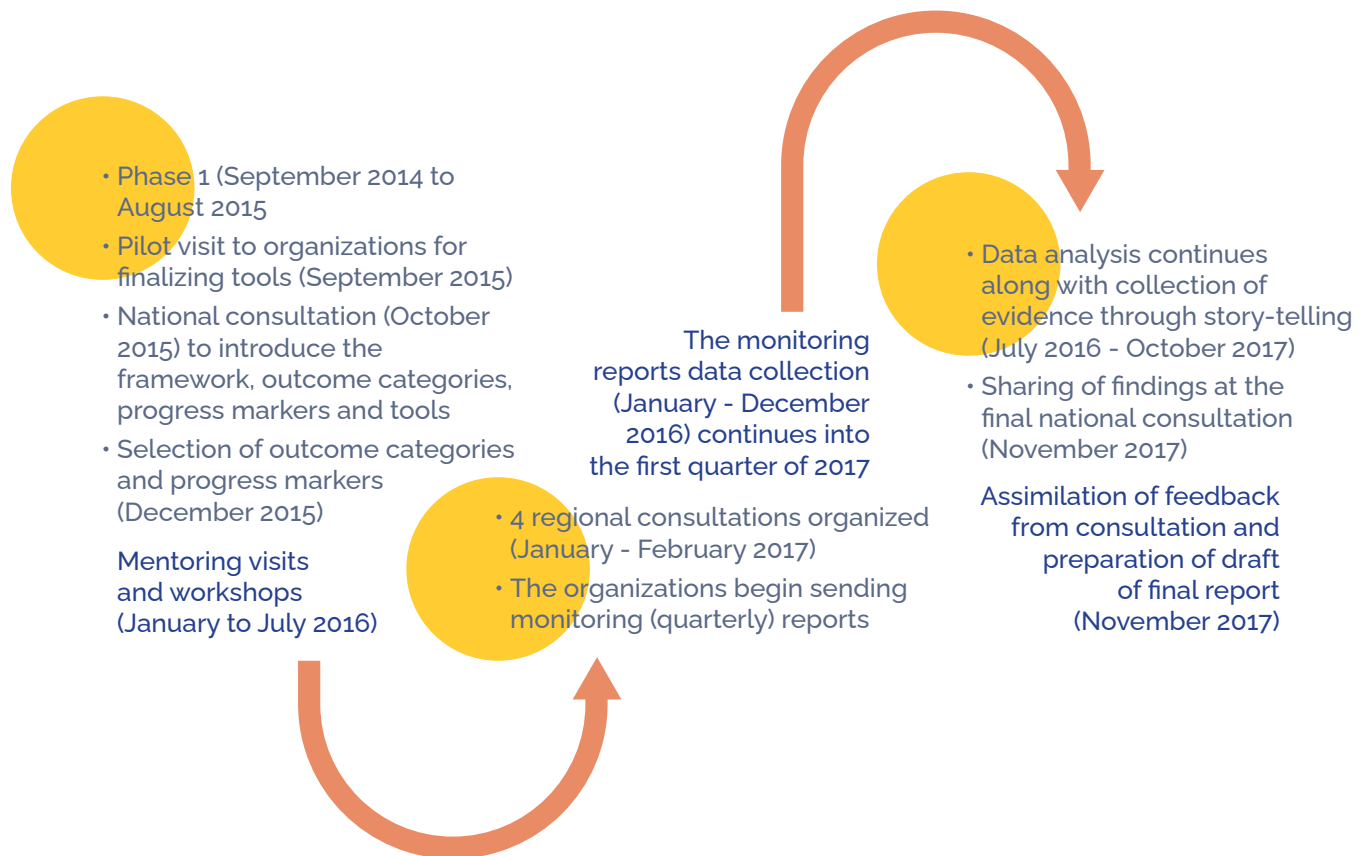 • Phase 1 (September 2014 to
August 2015
• Pilot visit to organizations for
finalizing tools (September 2015)
• National consultation (October
2015) to introduce the
framework, outcome categories,
progress markers and tools
• Selection of outcome categories
and progress markers
(December 2015)
Mentoring visits
and workshops
(January to July 2016)
The monitoring
reports data collection
(January - December
2016) continues into
the first quarter of 2017
• 4 regional consultations organized
(January - February 2017)
• The organizations begin sending
monitoring (quarterly) reports
• Data analysis continues
along with collection of
evidence through story-telling
(July 2016 - October 2017)
• Sharing of findings at the
final national consultation
(November 2017)
Assimilation of feedback
from consultation and
preparation of draft
of final report
(November 2017)